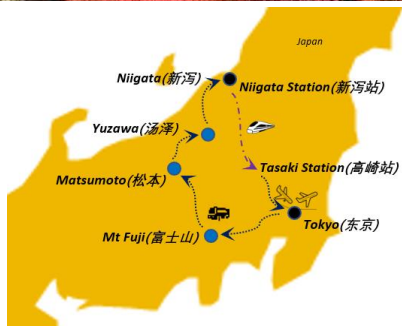 Japan
Niigata(新泻)
Niigata Station(新泻站)
Yuzawa(汤泽)
Tasaki Station(高崎站)
Matsumoto(松本)
Tokyo(东京)
Mt Fuji(富士山)